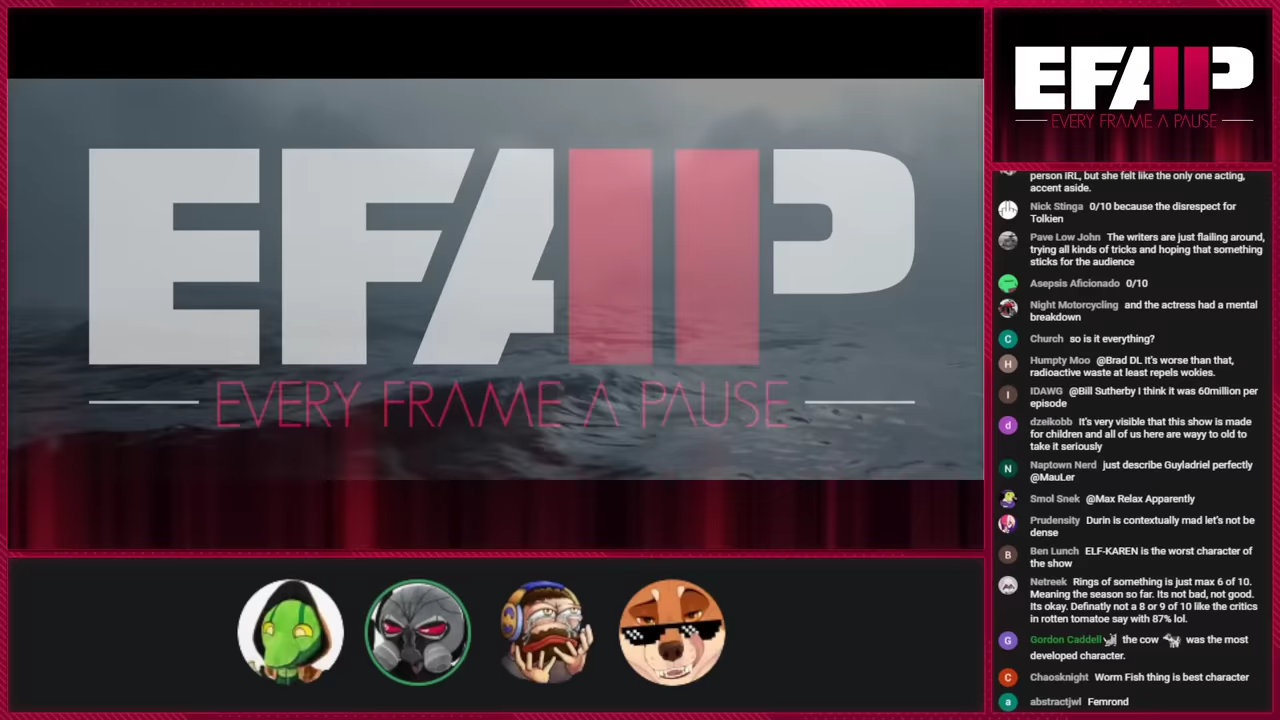 EFAP
EVERY FRAME A PAUSE
EFAP
EVERY FRAME A PAUSE
person IRL, but she felt like the only one acting,
accent aside.
Nick Stinga 0/10 because the disrespect for
Tolkien
Pave Low John The writers are just flailing around,
trying all kinds of tricks and hoping that something
sticks for the audience
Asepsis Aficionado 0/10
Night Motorcycling and the actress had a mental
breakdown
C Church so is it everything?
H Humpty Moo @Brad DL It's worse than that,
radioactive waste at least repels wokies.
I IDAWG @Bill Sutherby I think it was 60million per
episode
d dzeikobb It's very visible that this show is made
for children and all of us here are wayy to old to
take it seriously
N Naptown Nerd just describe Guyladriel perfectly
@MauLer
Smol Snek @Max Relax Apparently
Prudensity Durin is contextually mad let's not be
dense
B Ben Lunch ELF-KAREN is the worst character of
the show
Netreek Rings of something is just max 6 of 10.
Meaning the season so far. Its not bad, not good.
Its okay. Definatly not a 8 or 9 of 10 like the critics
in rotten tomatoe say with 87% lol.
G Gordon Caddell the cow was the most
developed character.
C Chaosknight Worm Fish thing is best character
a abstractjwl Femrond